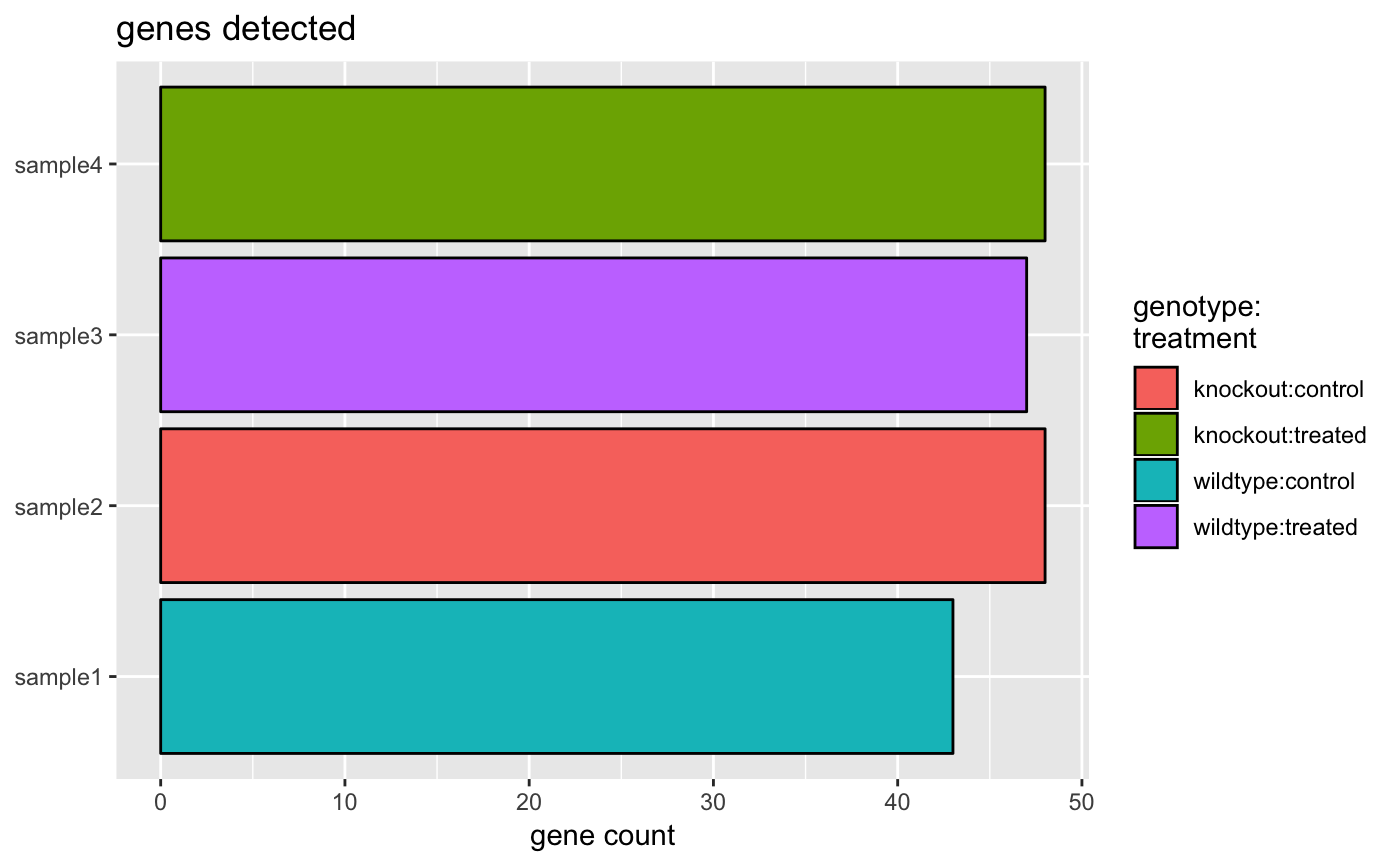 genes detected
sample4
sample3
sample2
sample1
0 10 20 30 40 50
gene count
genotype:
treatment
knockout:control
knockout:treated
wildtype:control
wildtype:treated